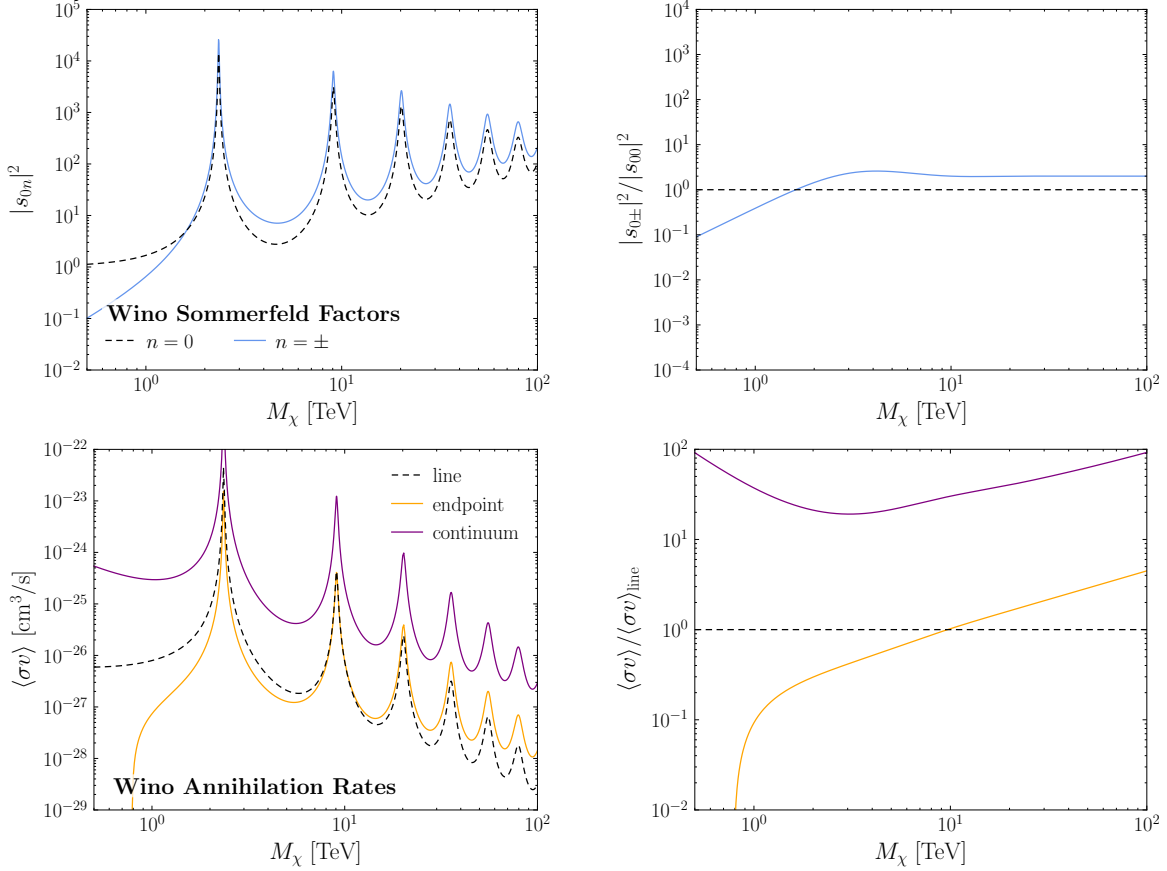 10^5
10^4
10^3
10^2
10^1
10^0
10^{-1}
10^{-2}
|s_{0n}|^2
Wino Sommerfeld Factors
n = 0
n = ±
10^0
10^1
10^2
M_χ [TeV]
10^4
10^3
10^2
10^1
10^0
10^{-1}
10^{-2}
10^{-3}
10^{-4}
|s_{0±}|^2/|s_{00}|^2
10^0
10^1
10^2
M_χ [TeV]
10^{-22}
10^{-23}
10^{-24}
10^{-25}
10^{-26}
10^{-27}
10^{-28}
10^{-29}
⟨σv⟩ [cm^3/s]
line
endpoint
continuum
Wino Annihilation Rates
10^0
10^1
10^2
M_χ [TeV]
10^2
10^1
10^0
10^{-1}
10^{-2}
⟨σv⟩/⟨σv⟩_{line}
10^0
10^1
10^2
M_χ [TeV]